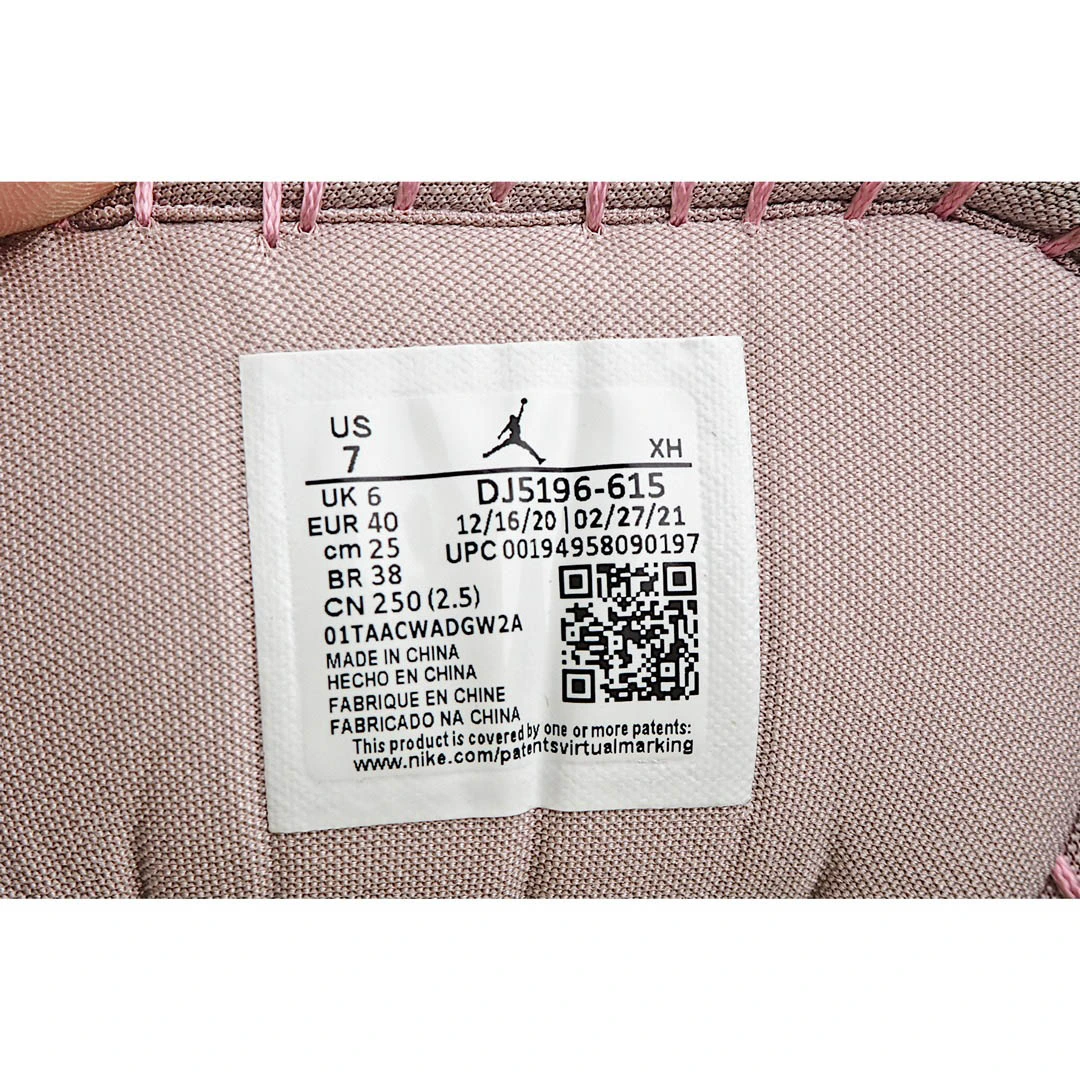 US
7
XH
UK 6
EUR 40
cm 25
BR 38
CN 250 (2.5)
01TAACWADGW2A
DJ5196-615
12/16/20 | 02/27/21
UPC 00194958090197
MADE IN CHINA
HECHO EN CHINA
FABRIQUE EN CHINE
FABRICADO NA CHINA
This product is covered by one or more patents:
www.nike.com/patentsvirtualmarking